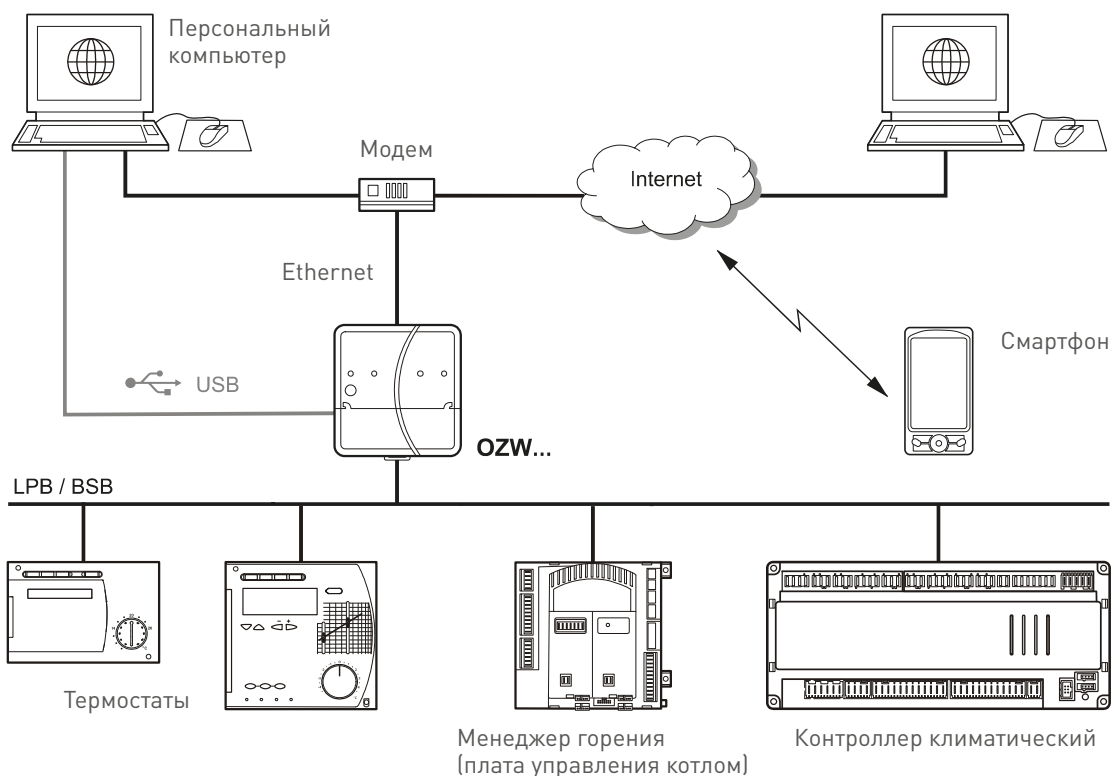 Персональный
компьютер
Модем
Internet
Ethernet
Смартфон
USB
OZW...
LPB / BSB
Термостаты
Менеджер горения
(плата управления котлом)
Контроллер климатический